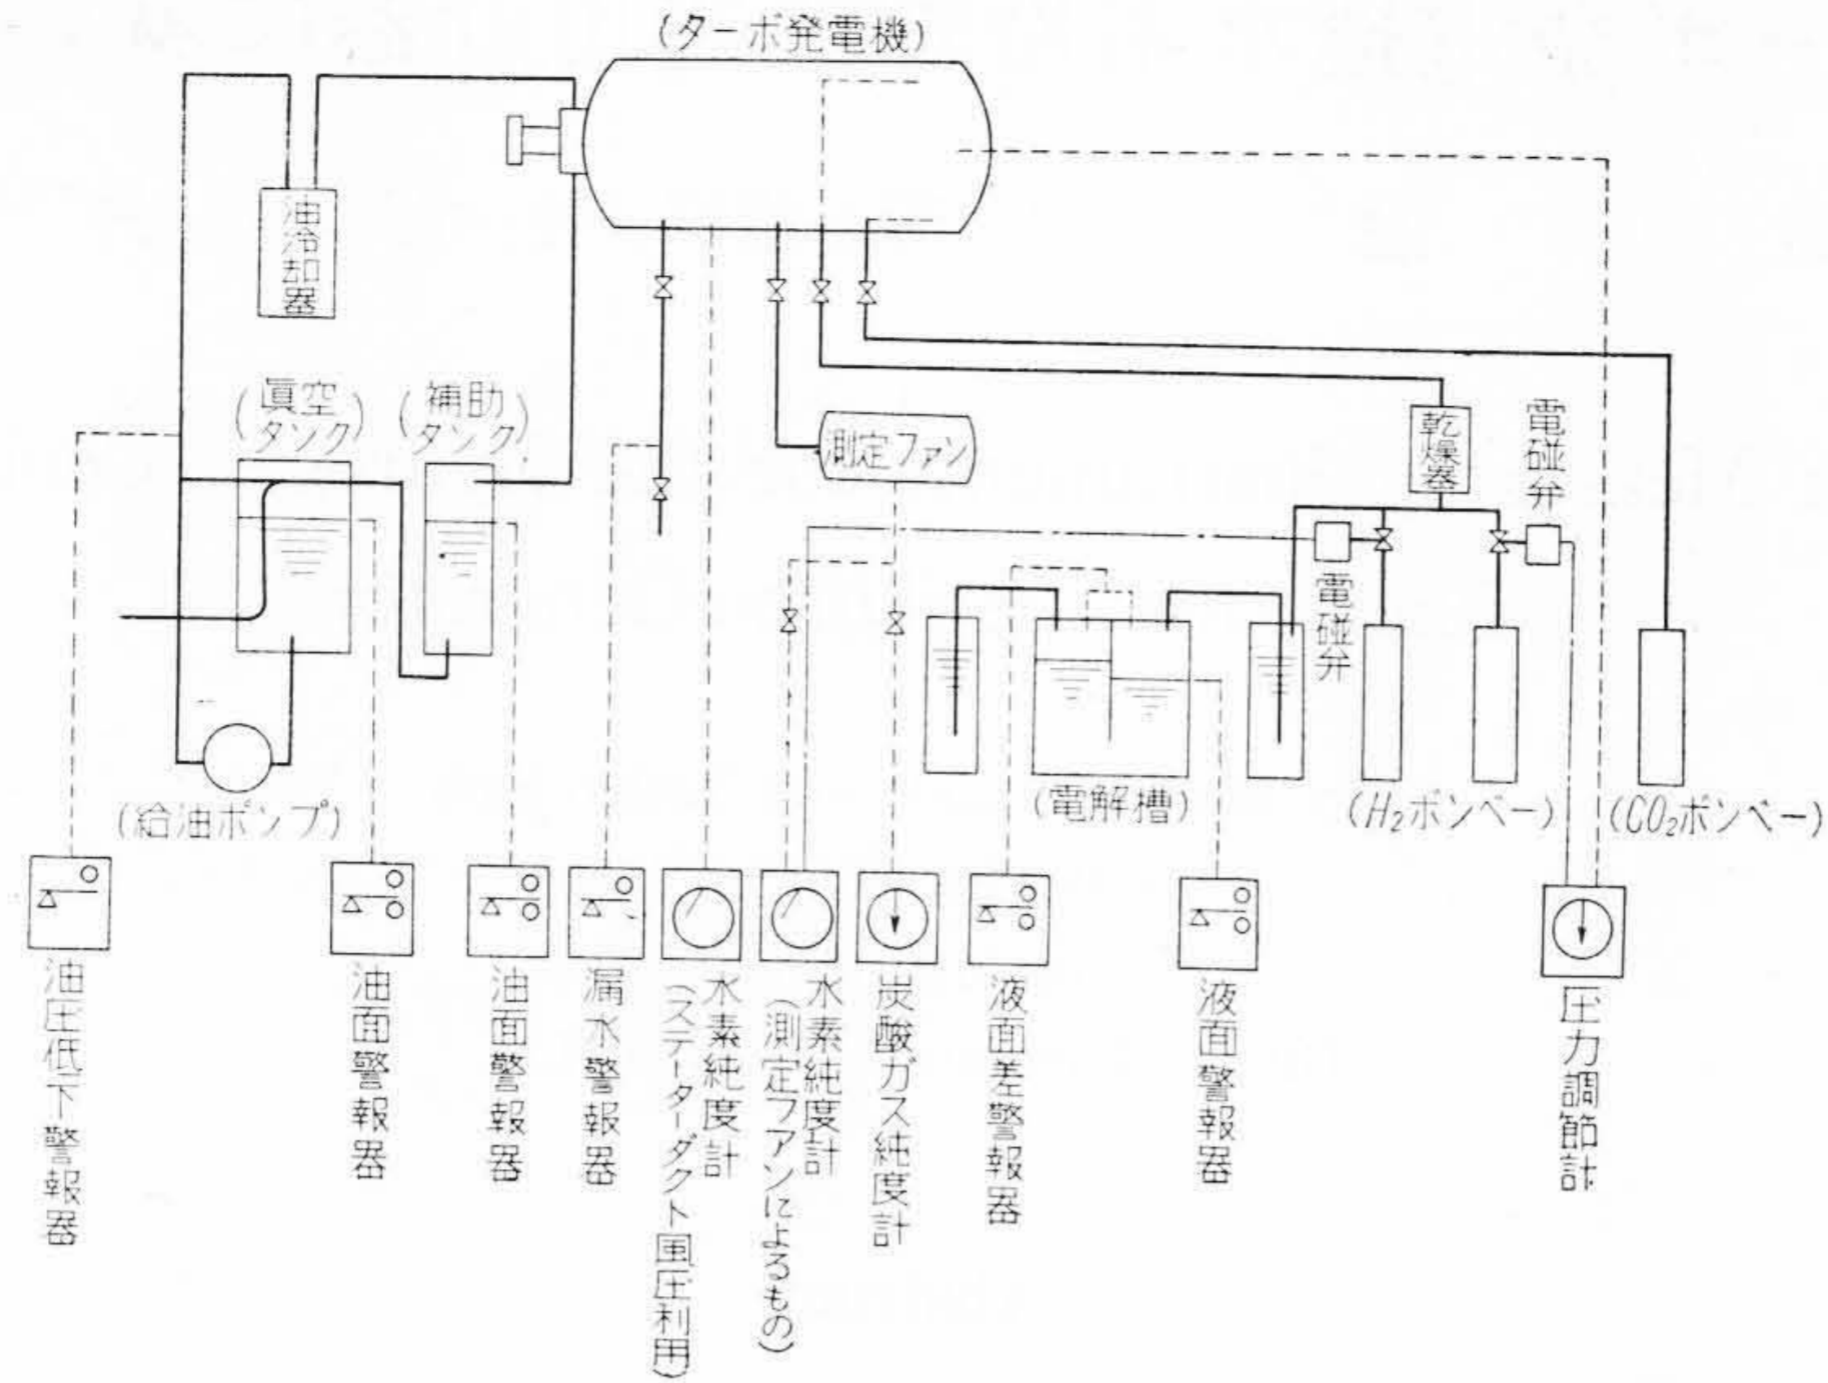 (ターボ発電機)
油冷却器
(眞空タンク)
(補助タンク)
測定ファン
乾燥器
電磁弁
電磁弁
(給油ポンプ)
(電解槽)
(H₂ボンベー)
(CO₂ボンベー)
油圧低下警報器
油面警報器
油面警報器
漏水警報器
水素純度計
(ステーターダクト風圧利用)
水素純度計
(測定ファンによるもの)
炭酸ガス純度計
液面差警報器
液面警報器
圧力調節計